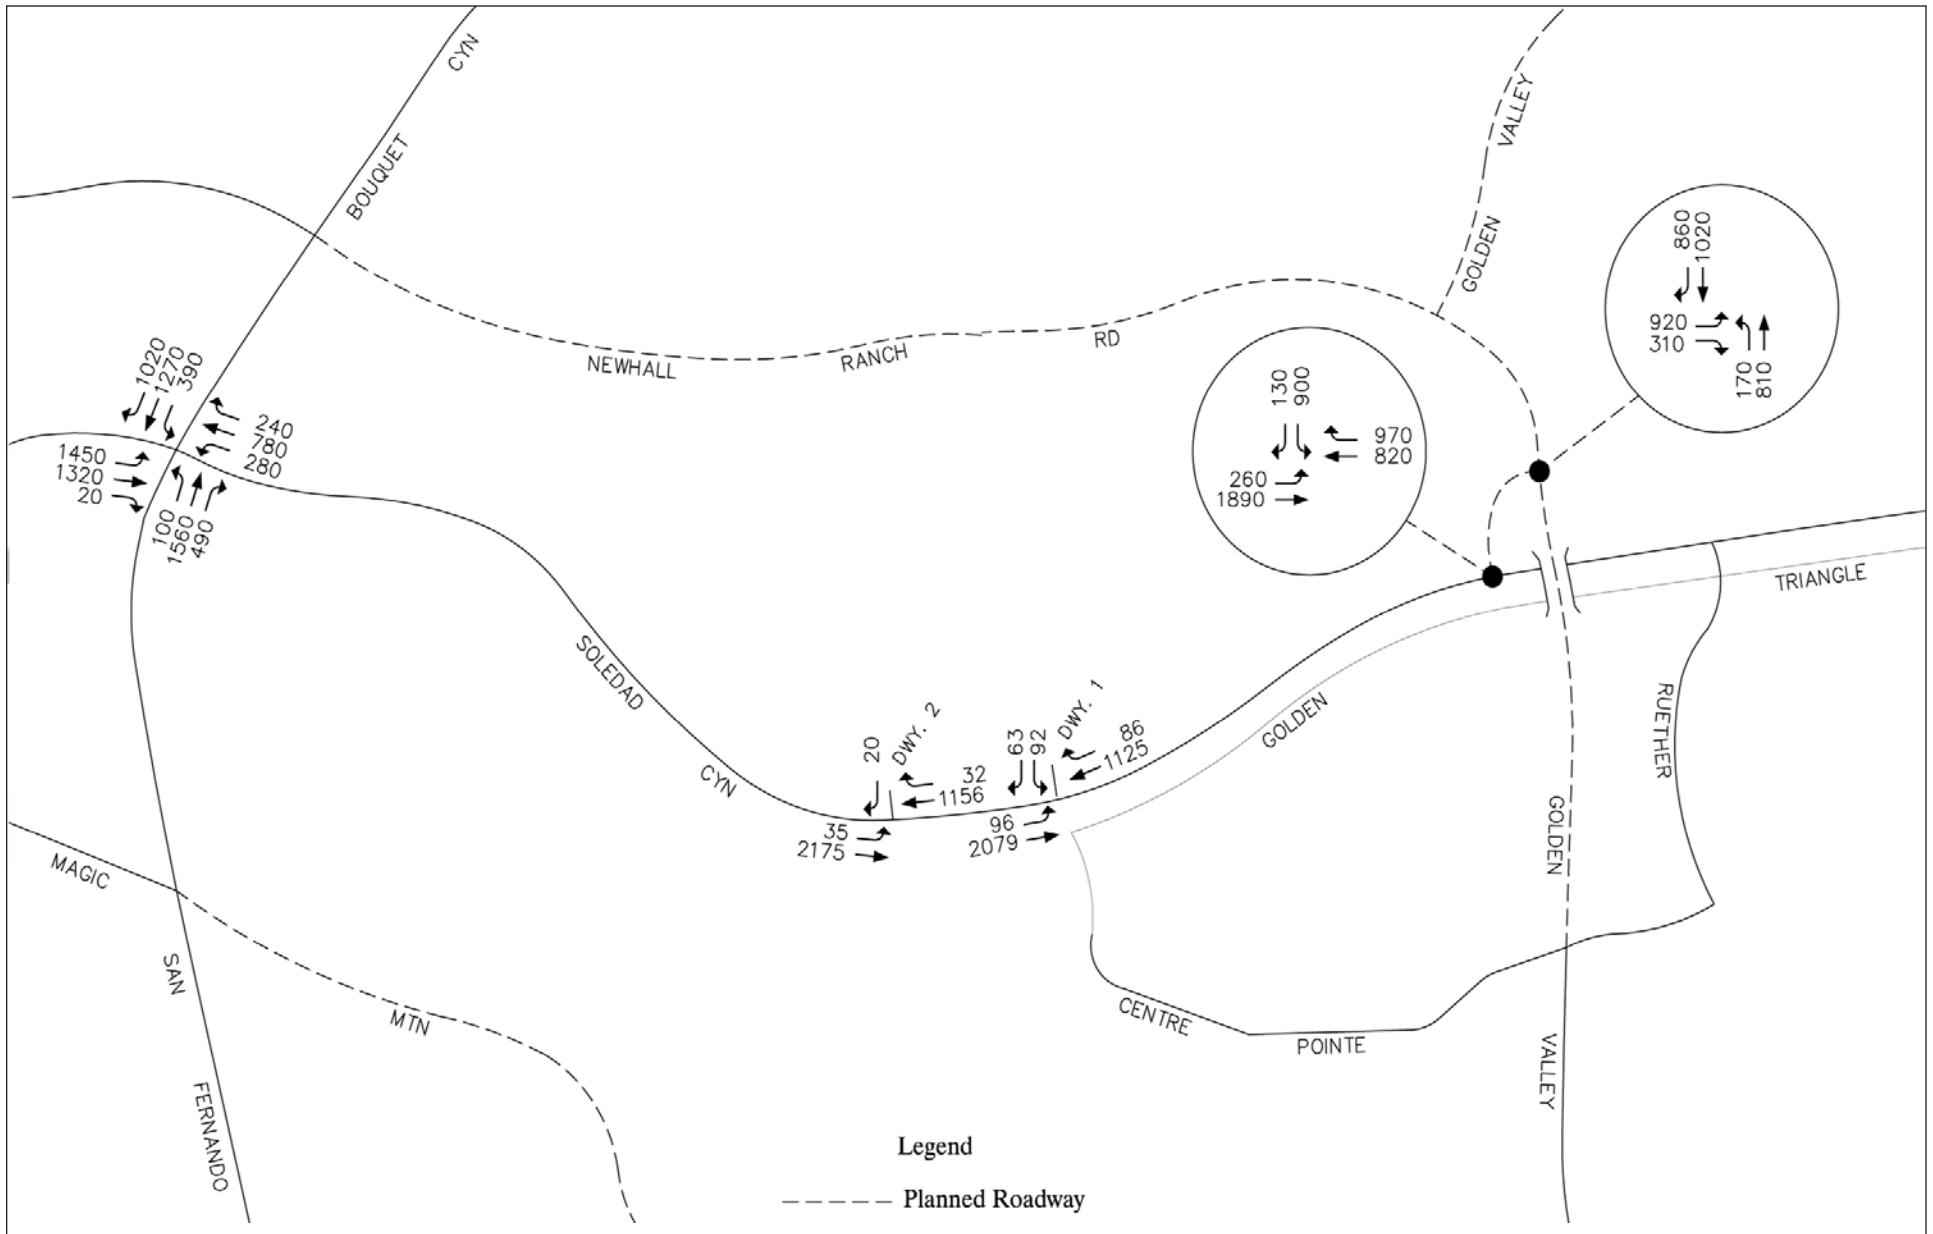 CYN
BOUQUET
VALLEY
GOLDEN
NEWHALL
RANCH
RD
1020
1270
390
240
780
280
1450
1320
20
100
1560
490
130
900
970
820
260
1890
860
1020
920
310
170
810
TRIANGLE
SOLEDAD
CYN
GOLDEN
RUETHER
20
DWY. 2
32
1156
35
2175
63
92
DWY. 1
86
1125
96
2079
GOLDEN
VALLEY
MAGIC
MTN
SAN
FERNANDO
CENTRE
POINTE
Legend
Planned Roadway